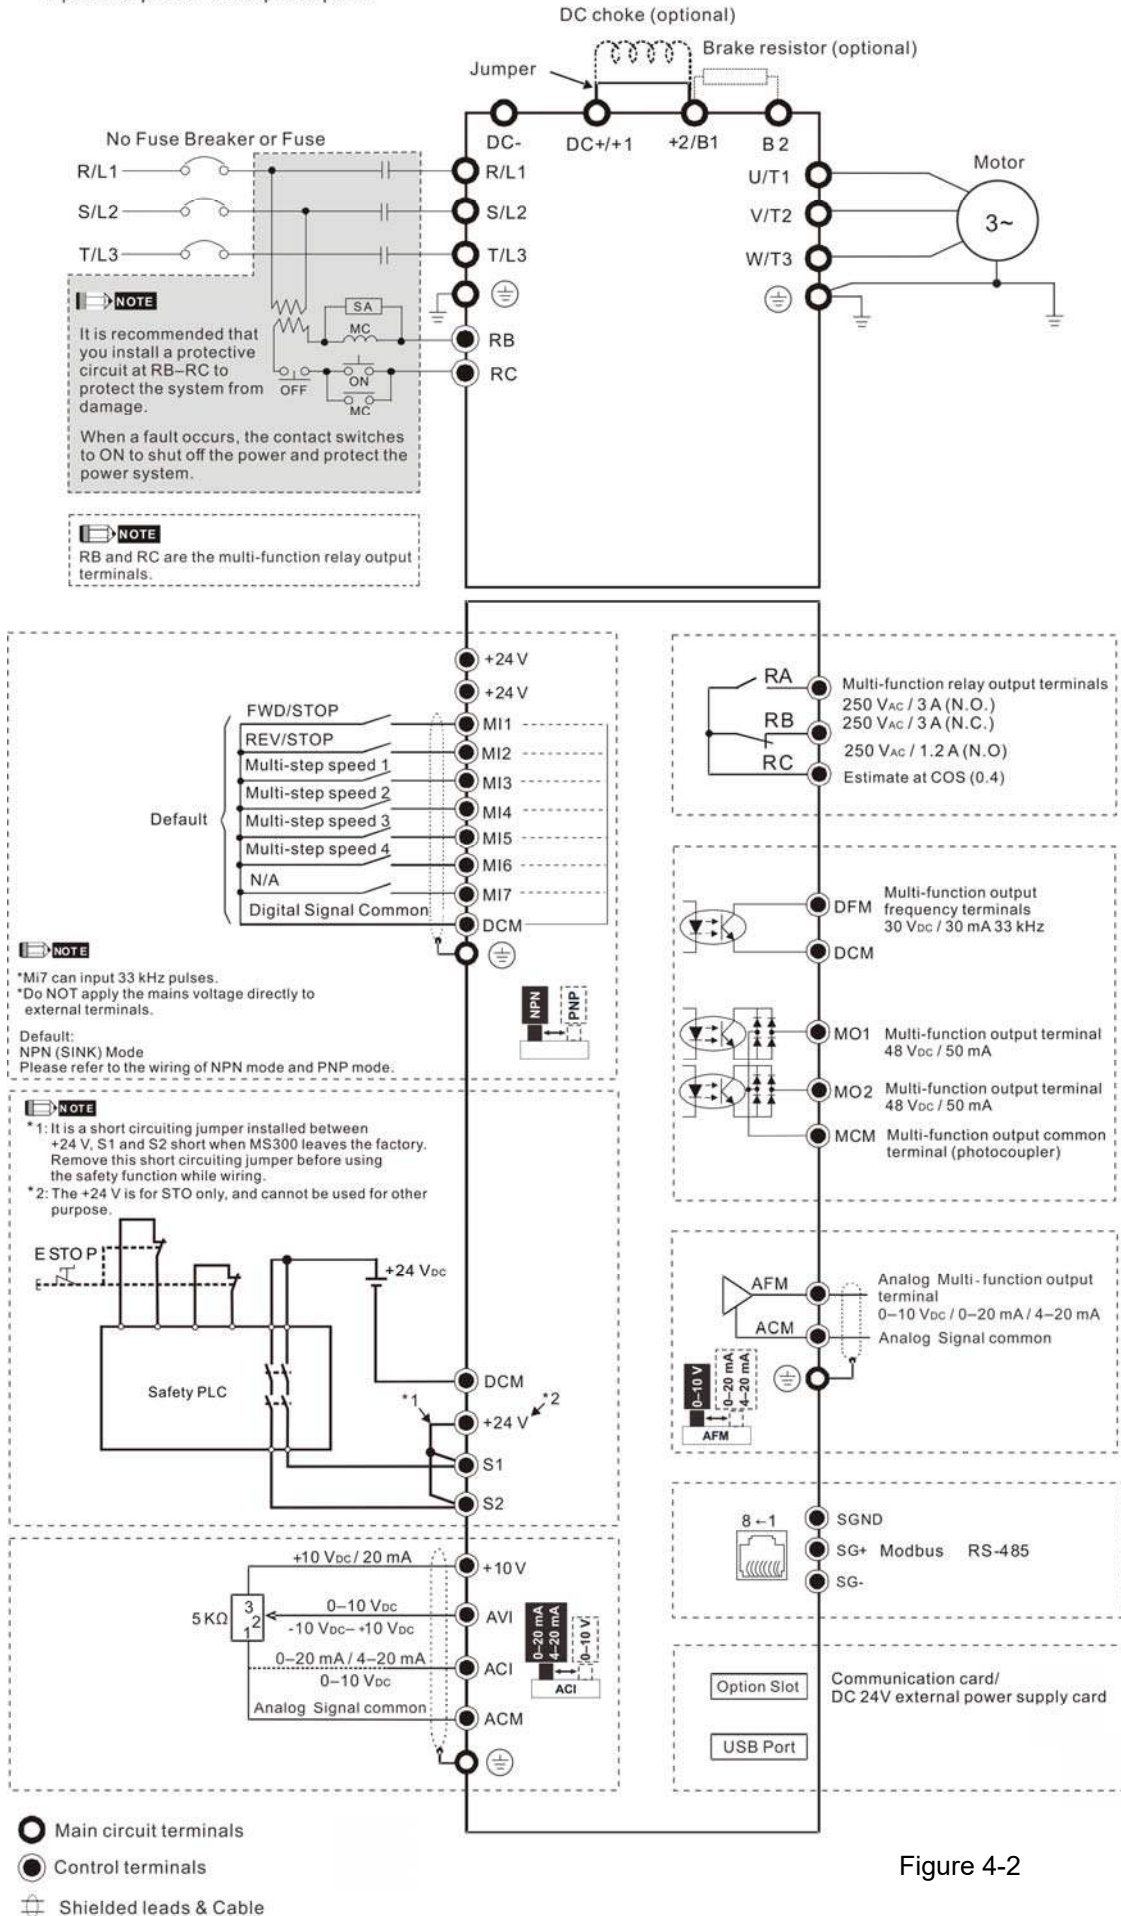 DC choke (optional)
Brake resistor (optional)
Jumper
No Fuse Breaker or Fuse
DC-
DC+/+1
+2/B1
B2
R/L1
R/L1
S/L2
S/L2
T/L3
T/L3
U/T1
V/T2
W/T3
Motor
3~
NOTE
It is recommended that
you install a protective
circuit at RB–RC to
protect the system from
damage.
When a fault occurs, the contact switches
to ON to shut off the power and protect the
power system.
SA
MC
ON
OFF
MC
RB
RC
NOTE
RB and RC are the multi-function relay output
terminals.
+24 V
+24 V
FWD/STOP
MI1
REV/STOP
MI2
Multi-step speed 1
MI3
Multi-step speed 2
MI4
Default
Multi-step speed 3
MI5
Multi-step speed 4
MI6
N/A
MI7
Digital Signal Common
DCM
NOTE
*Mi7 can input 33 kHz pulses.
*Do NOT apply the mains voltage directly to
external terminals.
Default:
NPN (SINK) Mode
Please refer to the wiring of NPN mode and PNP mode.
NPN
PNP
NOTE
*1: It is a short circuiting jumper installed between
+24 V, S1 and S2 short when MS300 leaves the factory.
Remove this short circuiting jumper before using
the safety function while wiring.
*2: The +24 V is for STO only, and cannot be used for other
purpose.
E STOP
+24 VDC
Safety PLC
DCM
*1
+24 V
*2
S1
S2
+10 VDC / 20 mA
+10 V
5 KΩ
3
2
1
0–10 VDC
-10 VDC– +10 VDC
AVI
0–20 mA / 4–20 mA
0–10 VDC
ACI
Analog Signal common
ACM
0–20 mA
4–20 mA
0–10 V
ACI
RA
RB
RC
Multi-function relay output terminals
250 VAC / 3 A (N.O.)
250 VAC / 3 A (N.C.)
250 VAC / 1.2 A (N.O)
Estimate at COS (0.4)
DFM
Multi-function output
frequency terminals
30 VDC / 30 mA 33 kHz
DCM
MO1
Multi-function output terminal
48 VDC / 50 mA
MO2
Multi-function output terminal
48 VDC / 50 mA
MCM
Multi-function output common
terminal (photocoupler)
AFM
Analog Multi-function output
terminal
0–10 VDC / 0–20 mA / 4–20 mA
ACM
Analog Signal common
0–10 V
0–20 mA
4–20 mA
AFM
8←1
SGND
SG+ Modbus RS-485
SG-
Option Slot
Communication card/
DC 24V external power supply card
USB Port
Main circuit terminals
Control terminals
Shielded leads & Cable
Figure 4-2